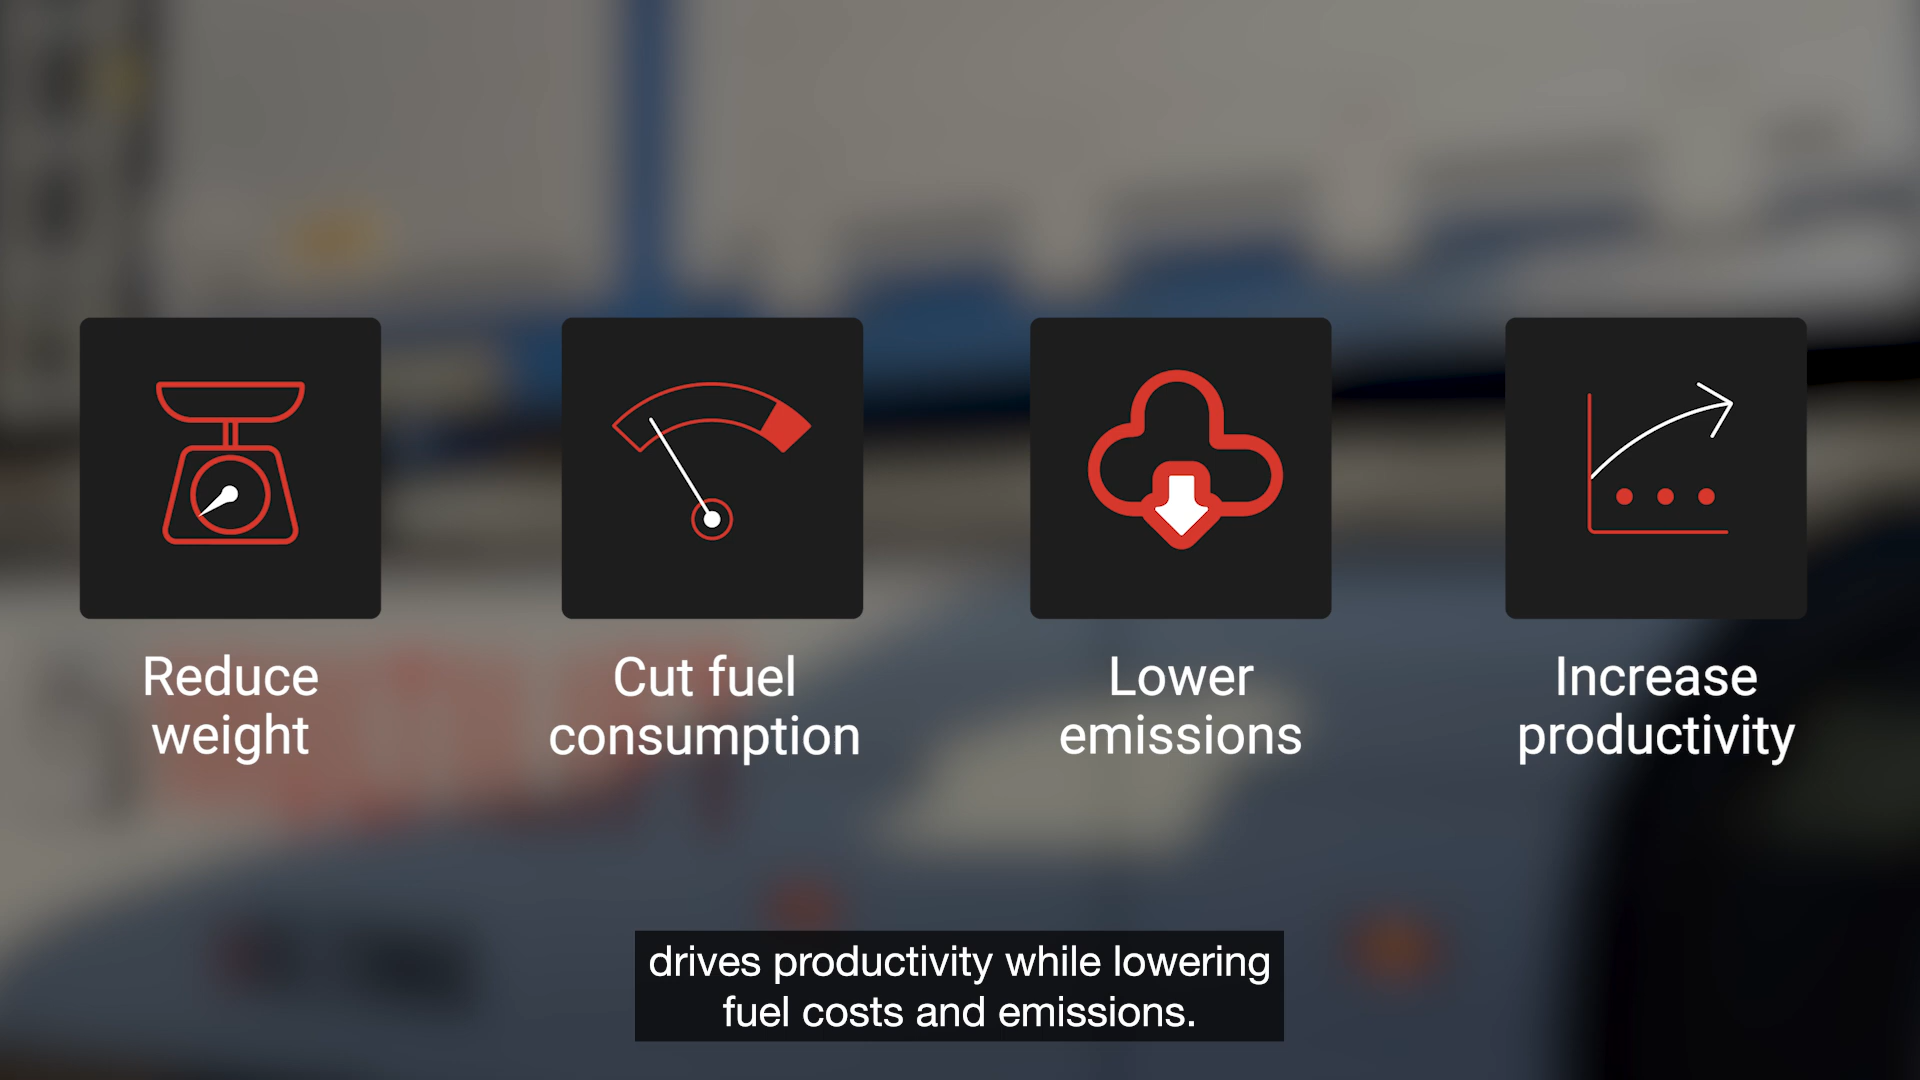 Reduce
weight
Cut fuel
consumption
Lower
emissions
Increase
productivity
drives productivity while lowering
fuel costs and emissions.